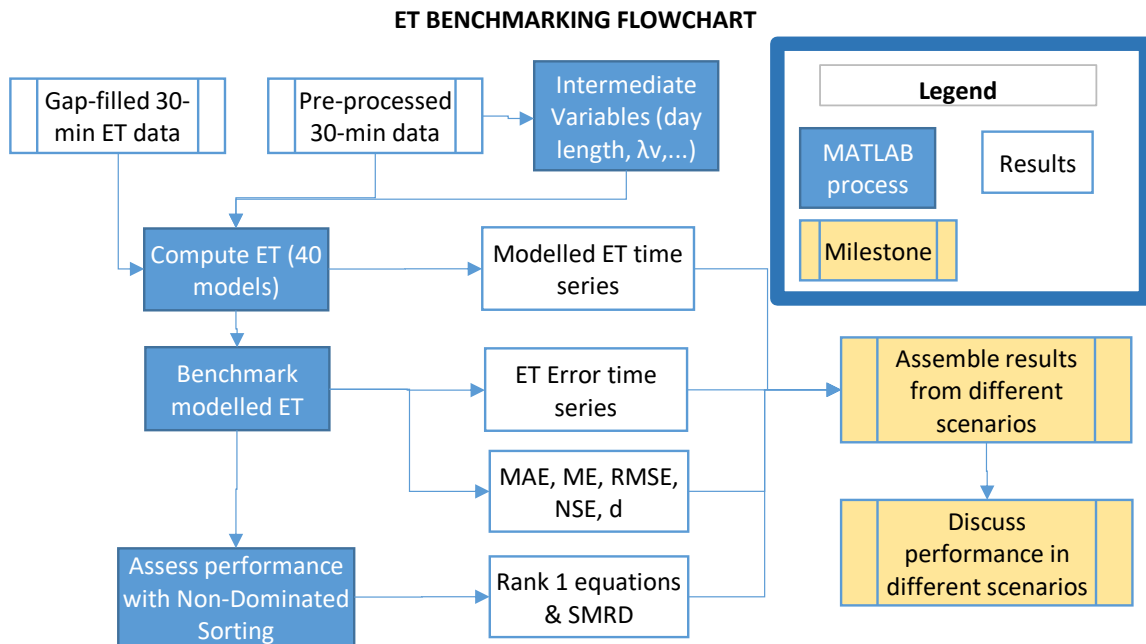 ET BENCHMARKING FLOWCHART
Gap-filled 30-
min ET data
Pre-processed
30-min data
Intermediate
Variables (day
length, λv,...)
Legend
MATLAB
process
Results
Milestone
Compute ET (40
models)
Modelled ET time
series
Benchmark
modelled ET
ET Error time
series
Assemble results
from different
scenarios
MAE, ME, RMSE,
NSE, d
Discuss
performance in
different scenarios
Assess performance
with Non-Dominated
Sorting
Rank 1 equations
& SMRD